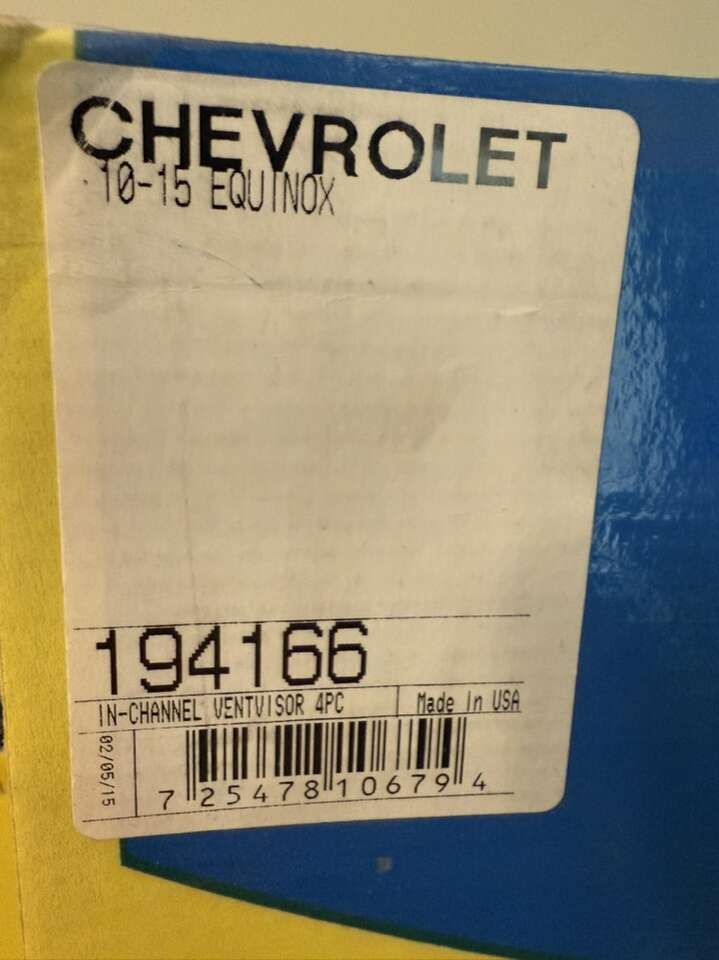 CHEVROLET
10-15 EQUINOX
194166
IN-CHANNEL VENTVISOR 4PC
Made In USA
02/05/15
7 25478 10679 4